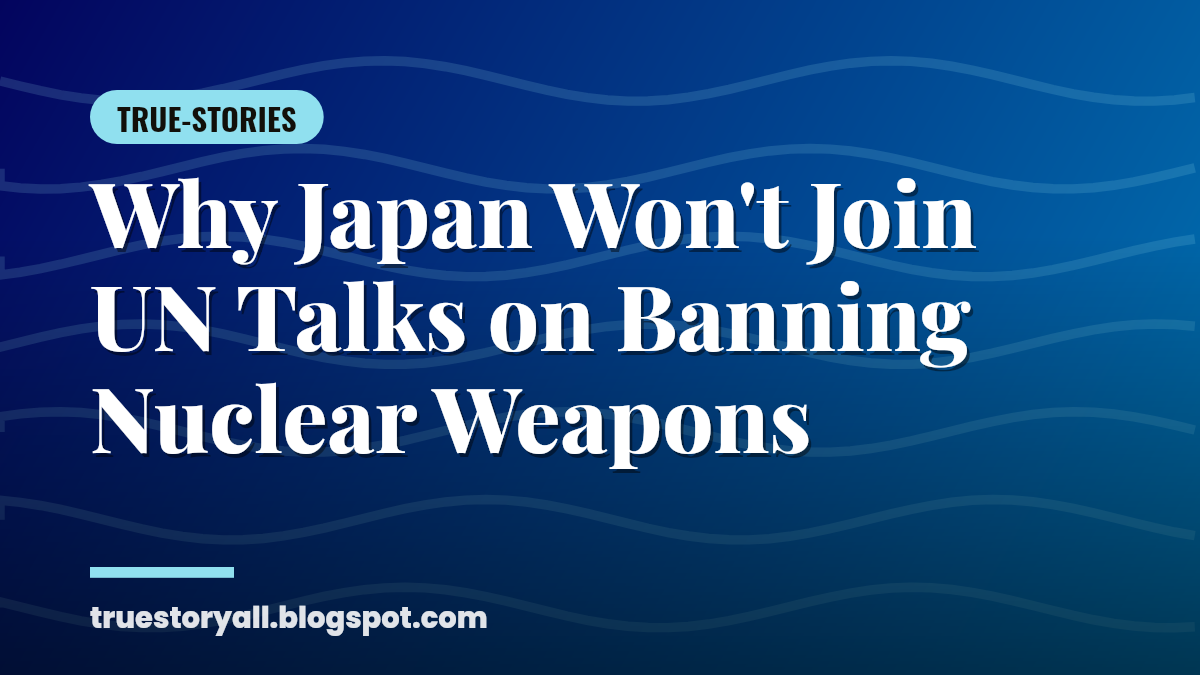 TRUE-STORIES
Why Japan Won't Join
UN Talks on Banning
Nuclear Weapons
truestoryall.blogspot.com